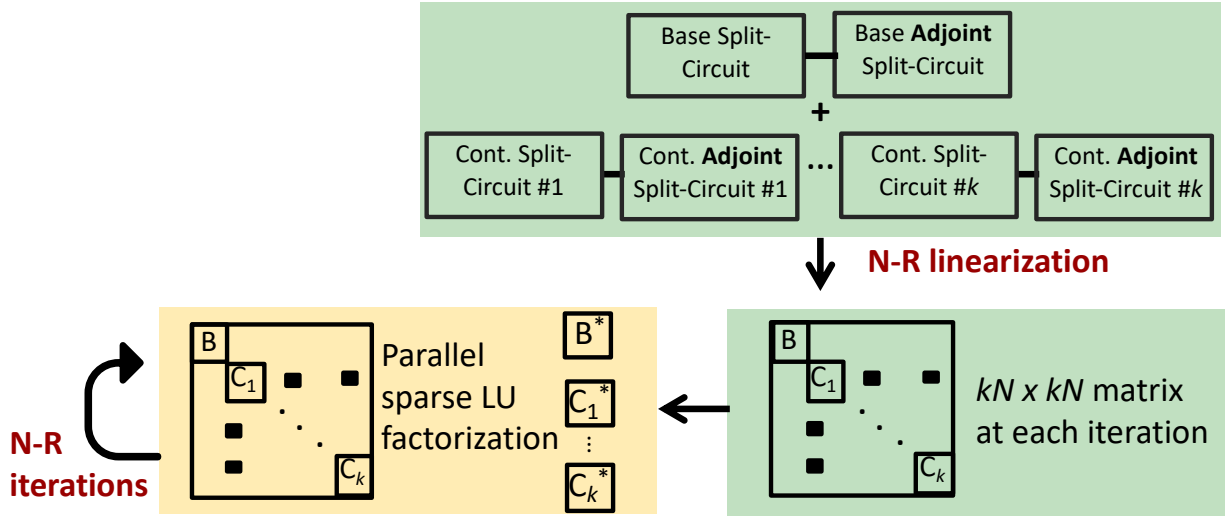 Base Split-
Circuit
Base Adjoint
Split-Circuit
+
Cont. Split-
Circuit #1
Cont. Adjoint
Split-Circuit #1
...
Cont. Split-
Circuit #k
Cont. Adjoint
Split-Circuit #k
N-R linearization
B
C1
Ck
kN x kN matrix
at each iteration
B
C1
Ck
Parallel
sparse LU
factorization
B*
C1*
⋮
Ck*
N-R
iterations